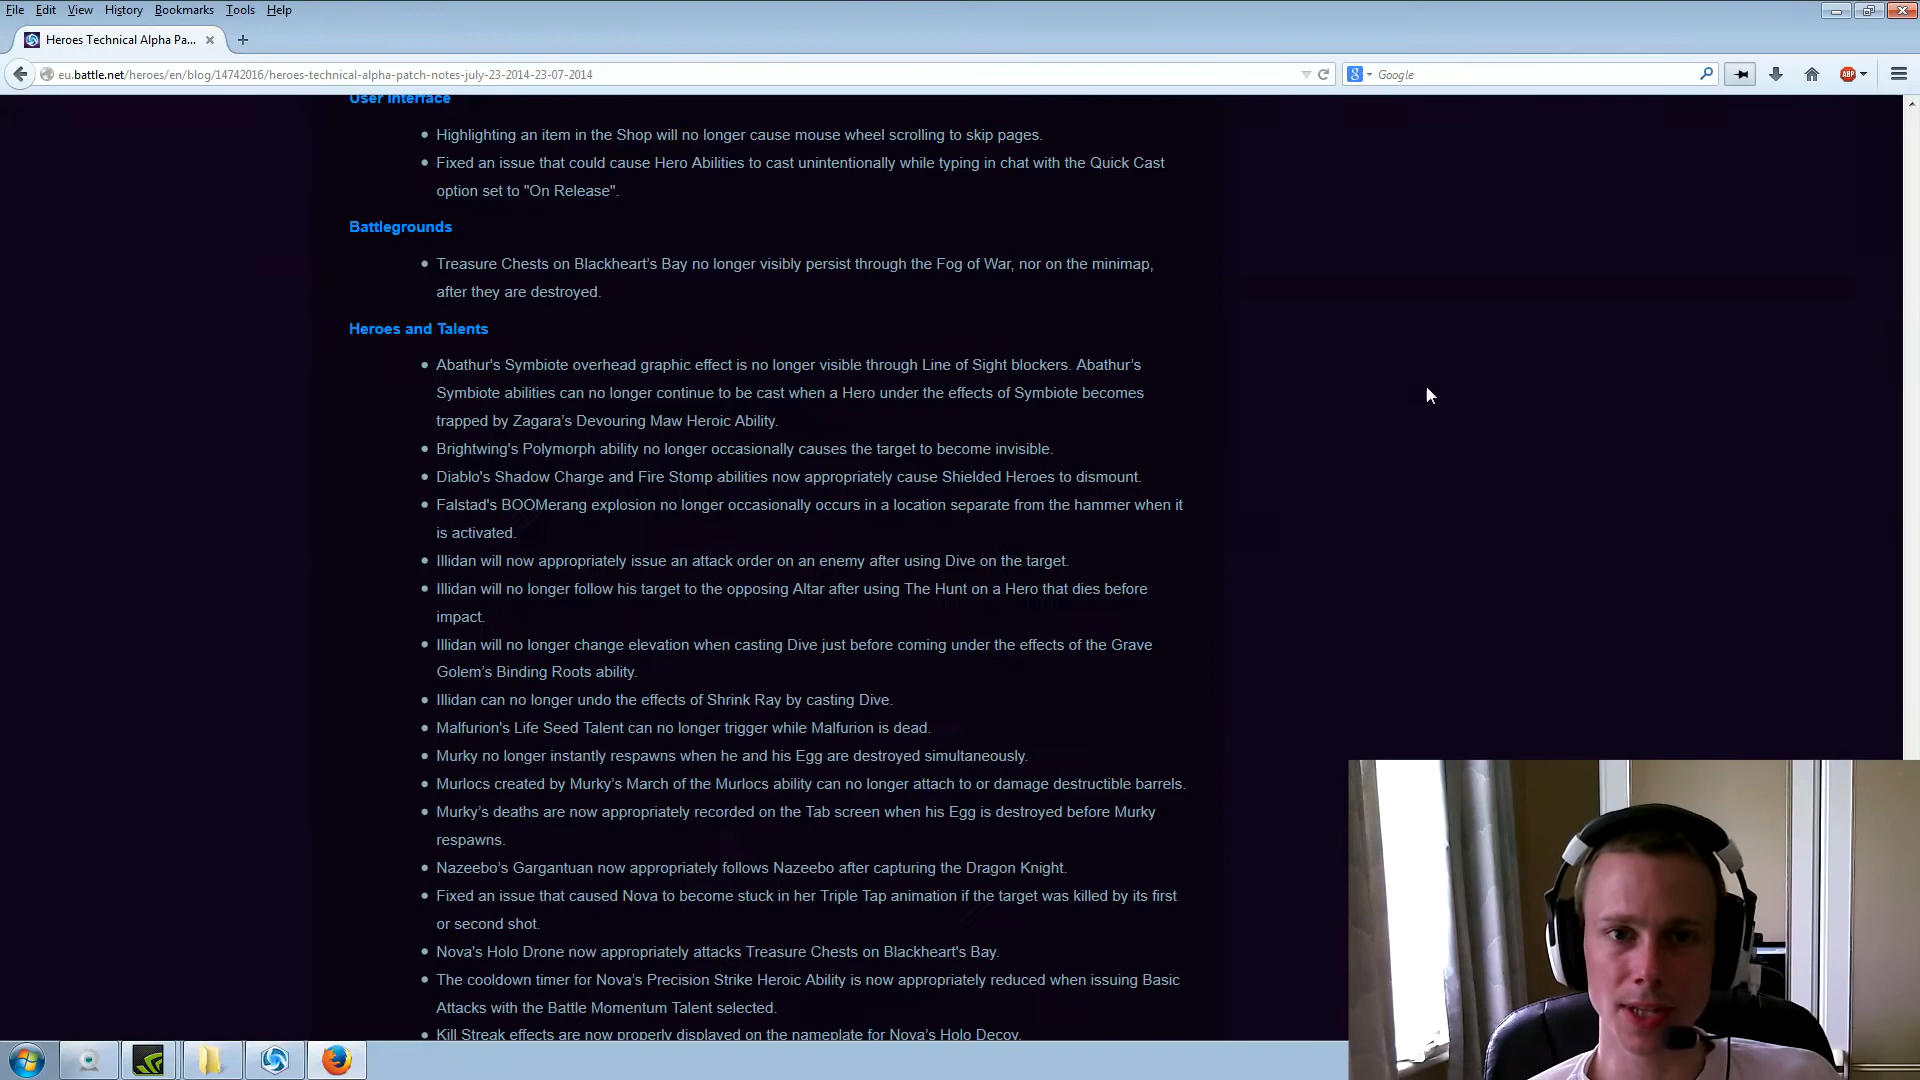 File Edit View History Bookmarks Tools Help
Heroes Technical Alpha Pa...
eu.battle.net/heroes/en/blog/14742016/heroes-technical-alpha-patch-notes-july-23-2014-23-07-2014
Google
ABP
User Interface
Highlighting an item in the Shop will no longer cause mouse wheel scrolling to skip pages.
Fixed an issue that could cause Hero Abilities to cast unintentionally while typing in chat with the Quick Cast
option set to "On Release".
Battlegrounds
Treasure Chests on Blackheart's Bay no longer visibly persist through the Fog of War, nor on the minimap,
after they are destroyed.
Heroes and Talents
Abathur's Symbiote overhead graphic effect is no longer visible through Line of Sight blockers. Abathur’s
Symbiote abilities can no longer continue to be cast when a Hero under the effects of Symbiote becomes
trapped by Zagara’s Devouring Maw Heroic Ability.
Brightwing's Polymorph ability no longer occasionally causes the target to become invisible.
Diablo's Shadow Charge and Fire Stomp abilities now appropriately cause Shielded Heroes to dismount.
Falstad's BOOMerang explosion no longer occasionally occurs in a location separate from the hammer when it
is activated.
Illidan will now appropriately issue an attack order on an enemy after using Dive on the target.
Illidan will no longer follow his target to the opposing Altar after using The Hunt on a Hero that dies before
impact.
Illidan will no longer change elevation when casting Dive just before coming under the effects of the Grave
Golem’s Binding Roots ability.
Illidan can no longer undo the effects of Shrink Ray by casting Dive.
Malfurion's Life Seed Talent can no longer trigger while Malfurion is dead.
Murky no longer instantly respawns when he and his Egg are destroyed simultaneously.
Murlocs created by Murky’s March of the Murlocs ability can no longer attach to or damage destructible barrels.
Murky’s deaths are now appropriately recorded on the Tab screen when his Egg is destroyed before Murky
respawns.
Nazeebo’s Gargantuan now appropriately follows Nazeebo after capturing the Dragon Knight.
Fixed an issue that caused Nova to become stuck in her Triple Tap animation if the target was killed by its first
or second shot.
Nova's Holo Drone now appropriately attacks Treasure Chests on Blackheart's Bay.
The cooldown timer for Nova’s Precision Strike Heroic Ability is now appropriately reduced when issuing Basic
Attacks with the Battle Momentum Talent selected.
Kill Streak effects are now properly displayed on the nameplate for Nova’s Holo Decoy.